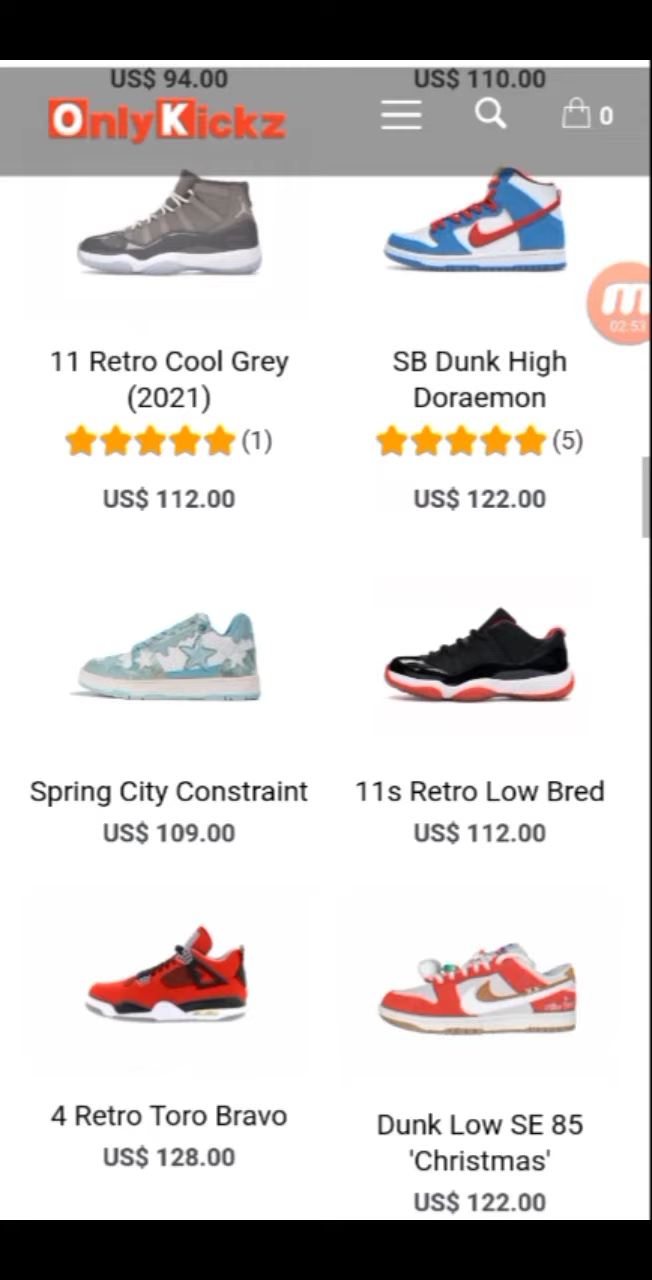 US$ 94.00
US$ 110.00
OnlyKickz
0
02:53
11 Retro Cool Grey
(2021)
(1)
US$ 112.00
SB Dunk High
Doraemon
(5)
US$ 122.00
Spring City Constraint
US$ 109.00
11s Retro Low Bred
US$ 112.00
4 Retro Toro Bravo
US$ 128.00
Dunk Low SE 85
'Christmas'
US$ 122.00